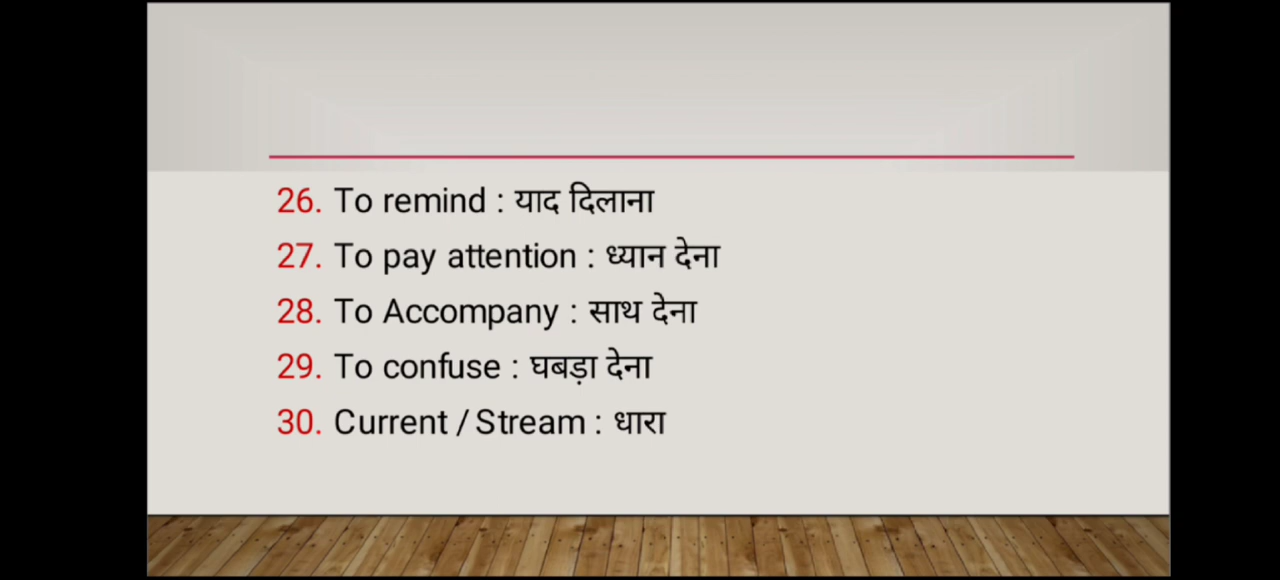 26. To remind : याद दिलाना
27. To pay attention : ध्यान देना
28. To Accompany : साथ देना
29. To confuse : घबड़ा देना
30. Current / Stream : धारा